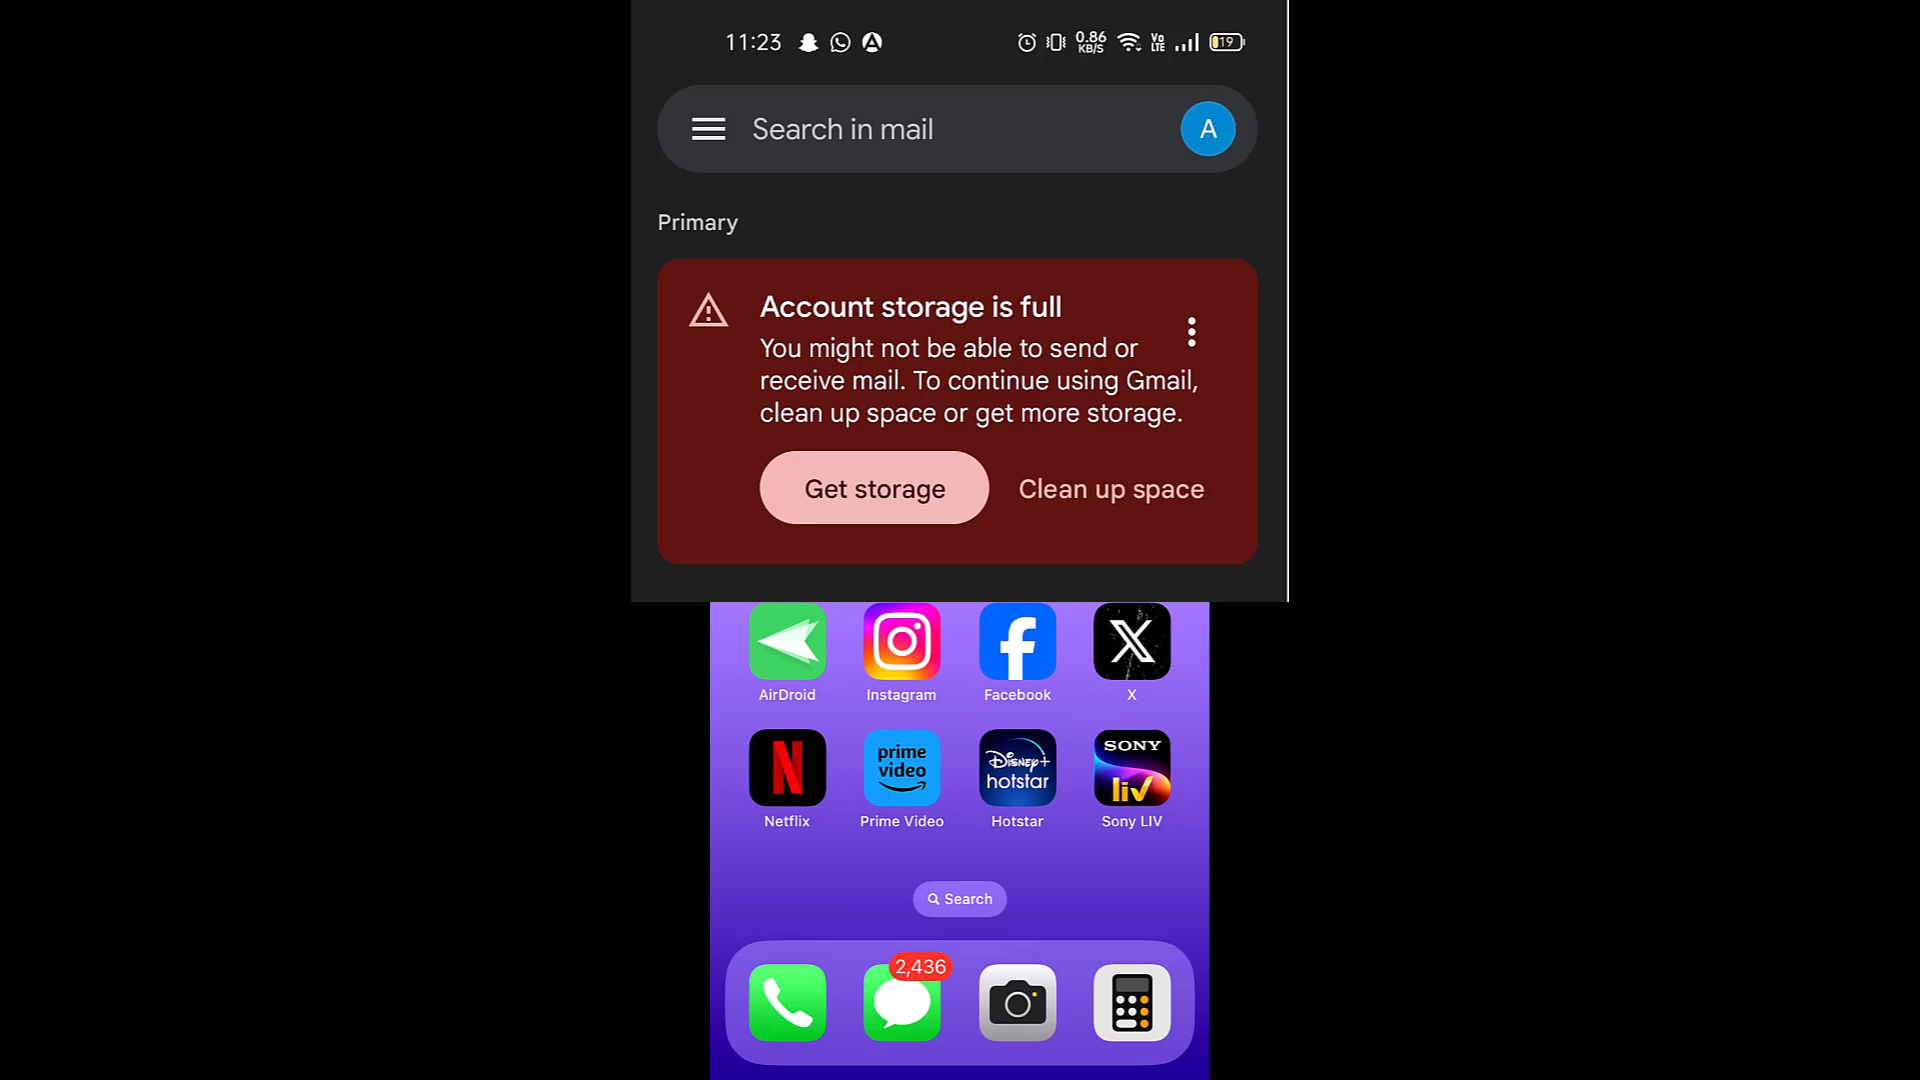 11:23
0.86
KB/S
Vo
LTE
19
Search in mail
A
Primary
Account storage is full
You might not be able to send or
receive mail. To continue using Gmail,
clean up space or get more storage.
Get storage
Clean up space
AirDroid
Instagram
Facebook
X
N
prime
video
Disney+
hotstar
SONY
liv
Netflix
Prime Video
Hotstar
Sony LIV
Search
2,436